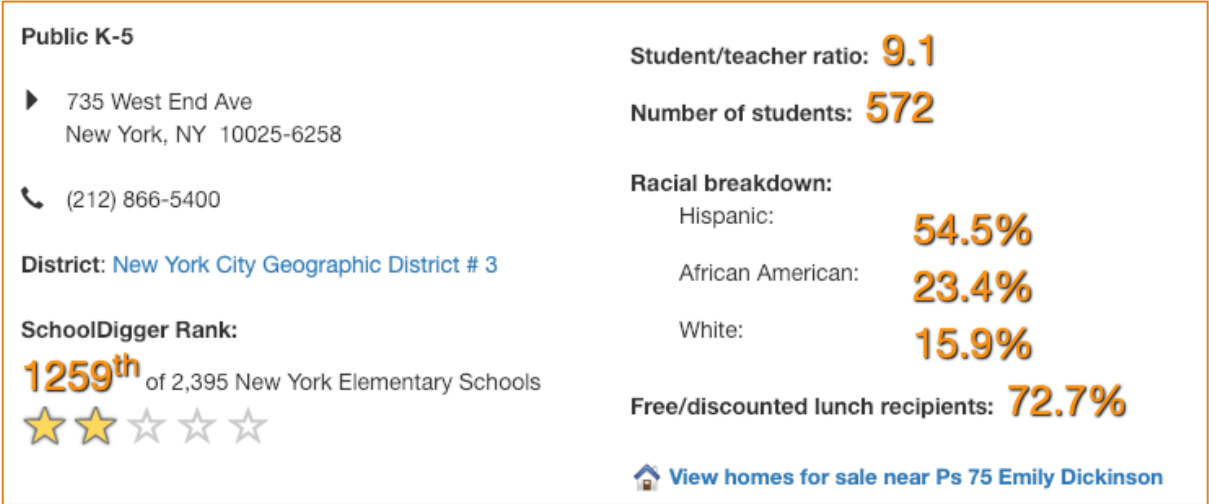 Public K-5
735 West End Ave
New York, NY 10025-6258
(212) 866-5400
District: New York City Geographic District # 3
SchoolDigger Rank:
1259th of 2,395 New York Elementary Schools
Student/teacher ratio: 9.1
Number of students: 572
Racial breakdown:
Hispanic: 54.5%
African American: 23.4%
White: 15.9%
Free/discounted lunch recipients: 72.7%
View homes for sale near Ps 75 Emily Dickinson